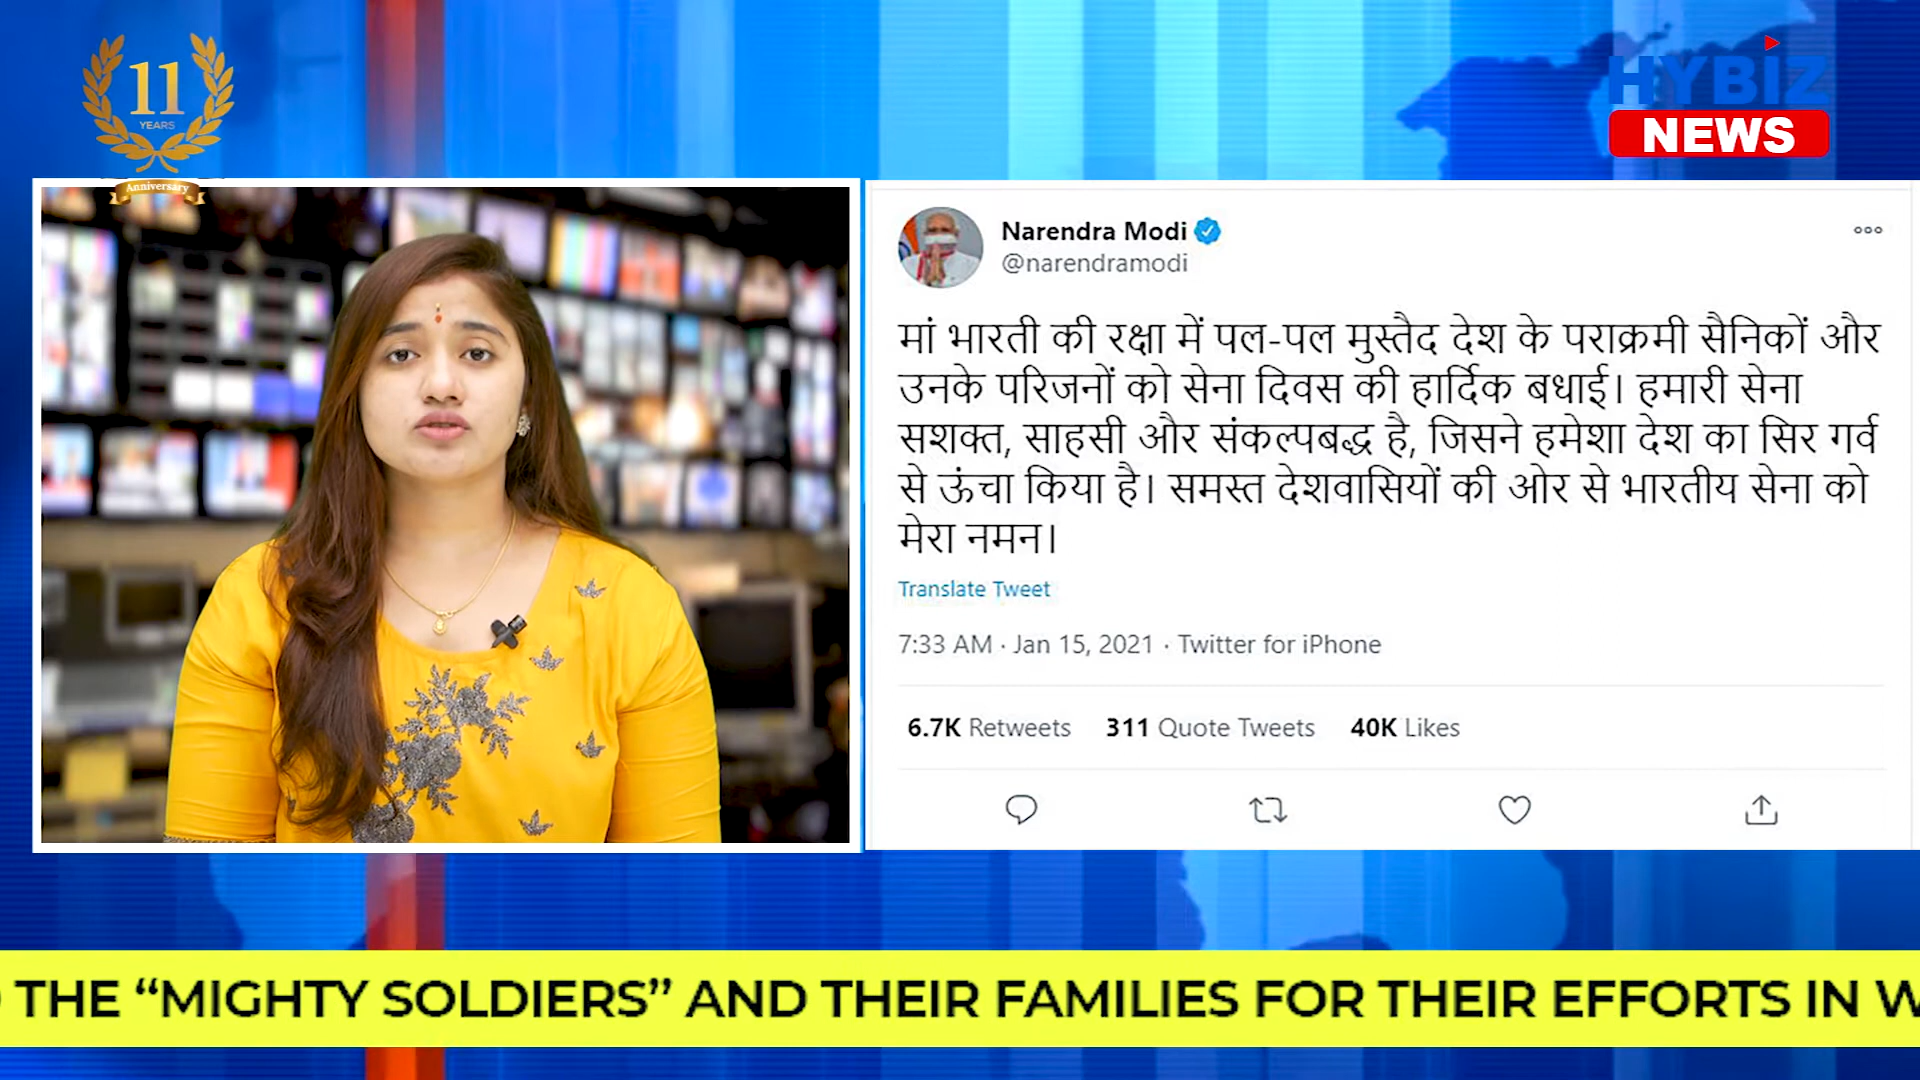 11
YEARS
Anniversary
HYBIZ
NEWS
Narendra Modi
@narendramodi
मां भारती की रक्षा में पल-पल मुस्तैद देश के पराक्रमी सैनिकों और
उनके परिजनों को सेना दिवस की हार्दिक बधाई। हमारी सेना
सशक्त, साहसी और संकल्पबद्ध है, जिसने हमेशा देश का सिर गर्व
से ऊंचा किया है। समस्त देशवासियों की ओर से भारतीय सेना को
मेरा नमन।
Translate Tweet
7:33 AM · Jan 15, 2021 · Twitter for iPhone
6.7K Retweets 311 Quote Tweets 40K Likes
THE “MIGHTY SOLDIERS” AND THEIR FAMILIES FOR THEIR EFFORTS IN